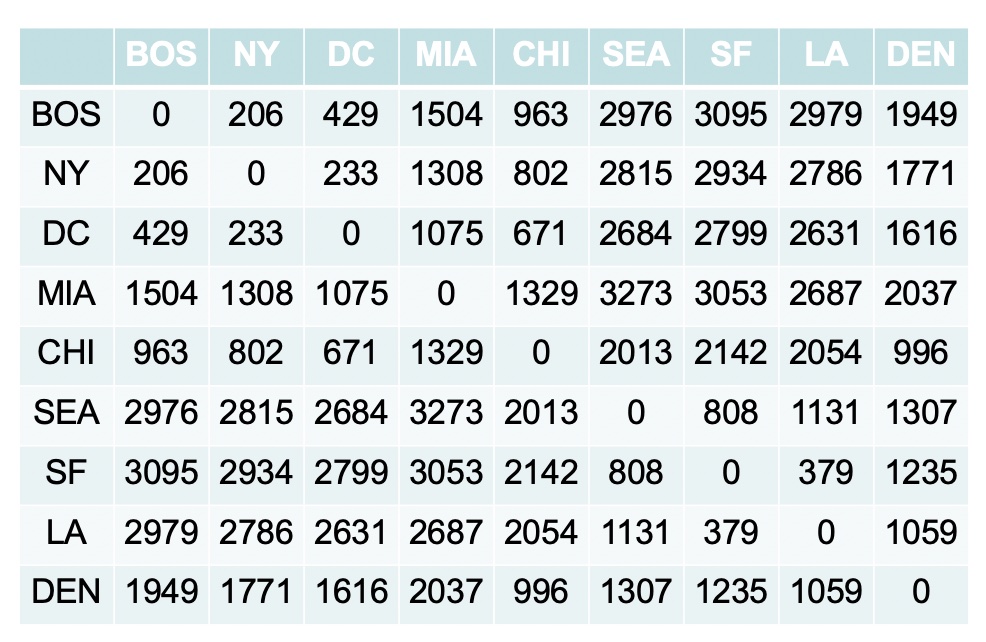 BOS NY DC MIA CHI SEA SF LA DEN
BOS 0 206 429 1504 963 2976 3095 2979 1949
NY 206 0 233 1308 802 2815 2934 2786 1771
DC 429 233 0 1075 671 2684 2799 2631 1616
MIA 1504 1308 1075 0 1329 3273 3053 2687 2037
CHI 963 802 671 1329 0 2013 2142 2054 996
SEA 2976 2815 2684 3273 2013 0 808 1131 1307
SF 3095 2934 2799 3053 2142 808 0 379 1235
LA 2979 2786 2631 2687 2054 1131 379 0 1059
DEN 1949 1771 1616 2037 996 1307 1235 1059 0